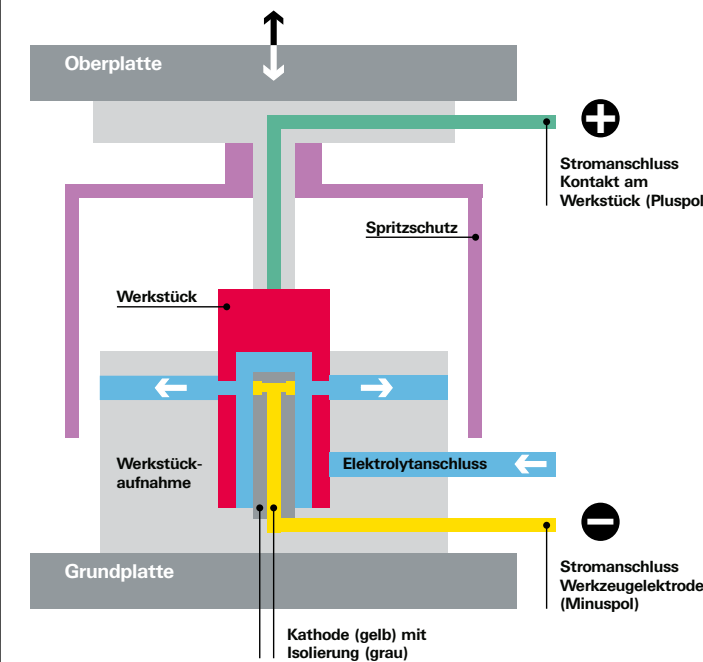 Oberplatte
Stromanschluss
Kontakt am
Werkstück (Pluspol
Spritzschutz
Werkstück
Werkstück-
aufnahme
Elektrolytanschluss
Grundplatte
Stromanschluss
Werkzeugelektrode
(Minuspol)
Kathode (gelb) mit
Isolierung (grau)